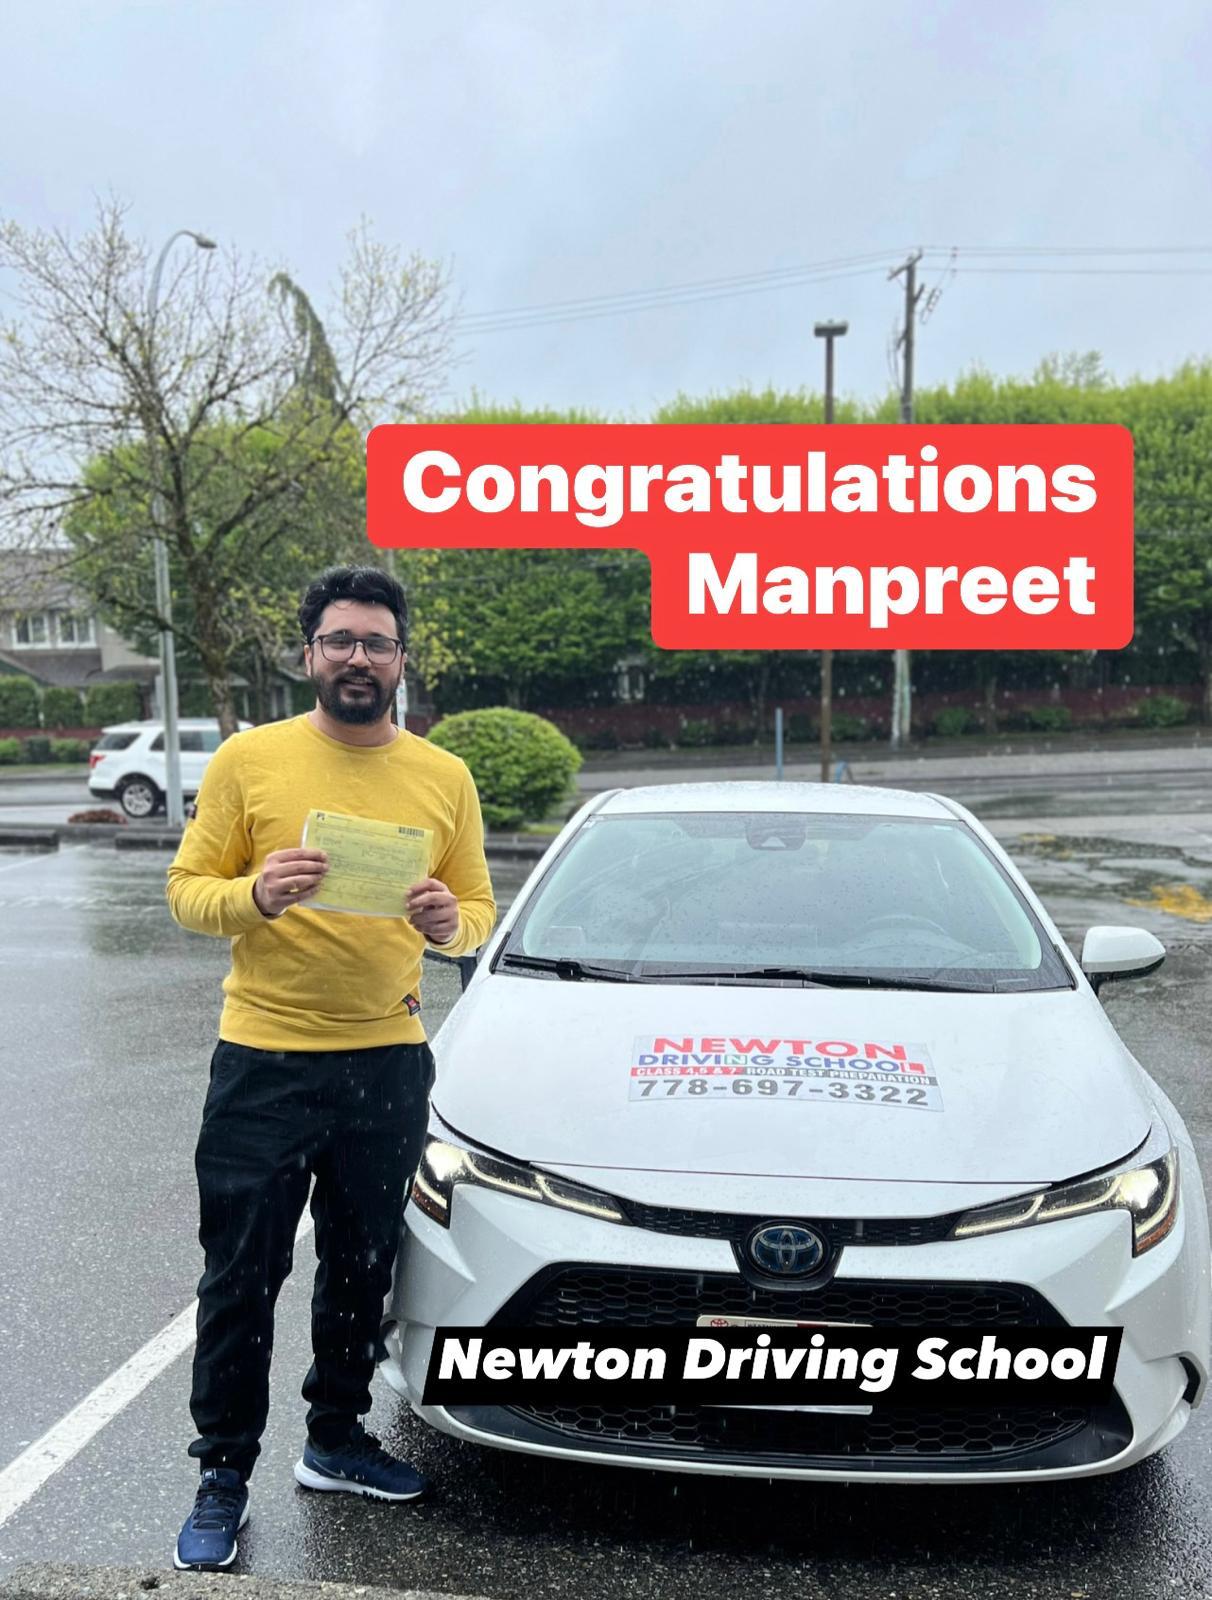 Congratulations
Manpreet
NEWTON
DRIVING SCHOOL
CLASS 4,5 & 7 ROAD TEST PREPARATION
778-697-3322
Newton Driving School